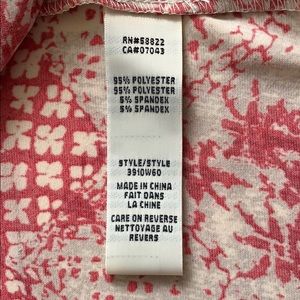 RN#58822
CA#07043
95% POLYESTER
95% POLYESTER
5% SPANDEX
5% SPANDEX
STYLE/STYLE
3910W60
MADE IN CHINA
FAIT DANS
LA CHINE
CARE ON REVERSE
NETTOYAGE AU
REVERS